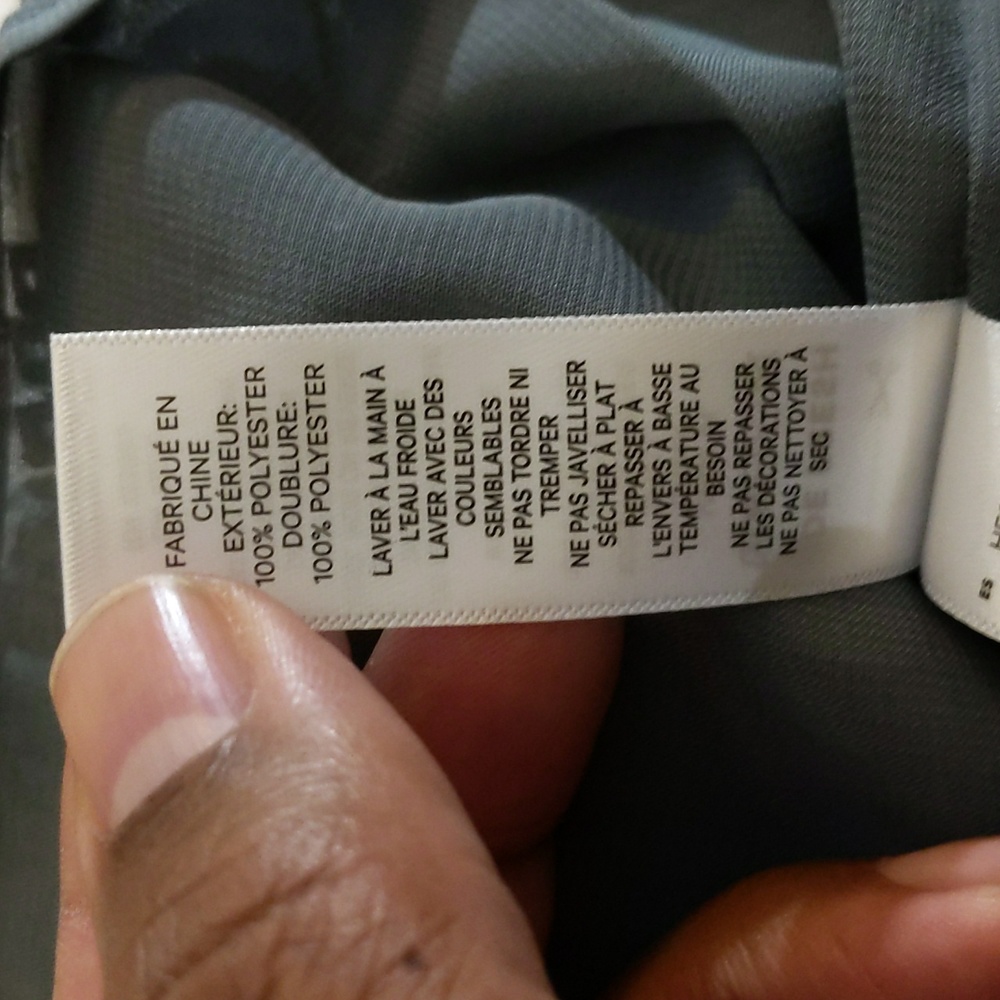 FABRIQUÉ EN
CHINE
EXTÉRIEUR:
100% POLYESTER
DOUBLURE:
100% POLYESTER
LAVER À LA MAIN À
L'EAU FROIDE
LAVER AVEC DES
COULEURS
SEMBLABLES
NE PAS TORDRE NI
TREMPER
NE PAS JAVELLISER
SÉCHER À PLAT
REPASSER À
L'ENVERS À BASSE
TEMPÉRATURE AU
BESOIN
NE PAS REPASSER
LES DÉCORATIONS
NE PAS NETTOYER À
SEC
ES